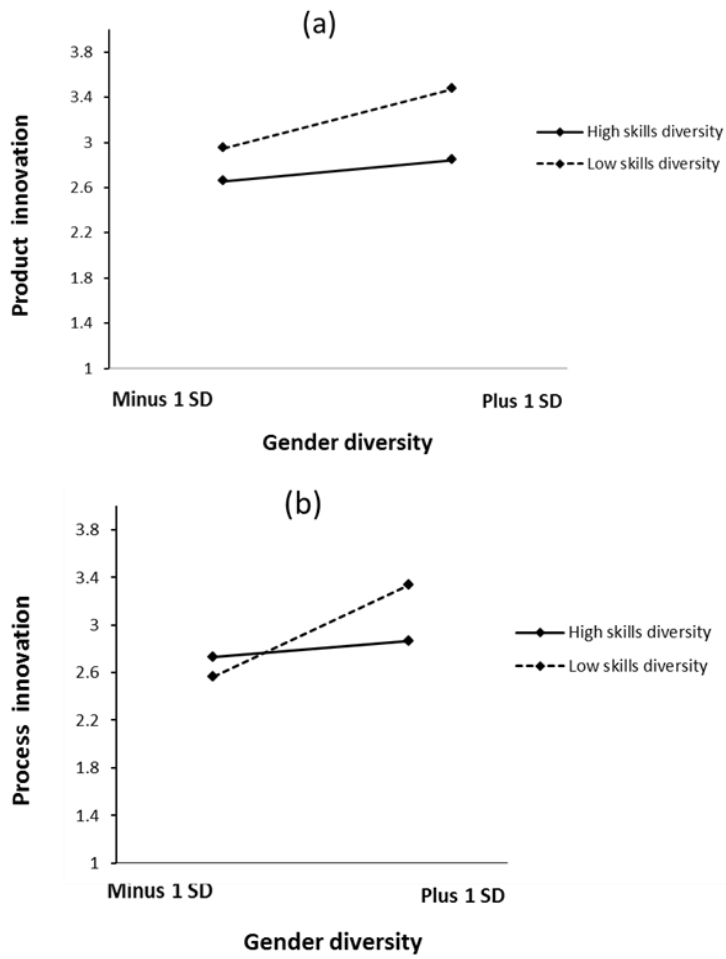 (a)
3.8
3.4
3
2.6
2.2
1.8
1.4
1
Product innovation
High skills diversity
Low skills diversity
Minus 1 SD
Plus 1 SD
Gender diversity
(b)
3.8
3.4
3
2.6
2.2
1.8
1.4
1
Process innovation
High skills diversity
Low skills diversity
Minus 1 SD
Plus 1 SD
Gender diversity